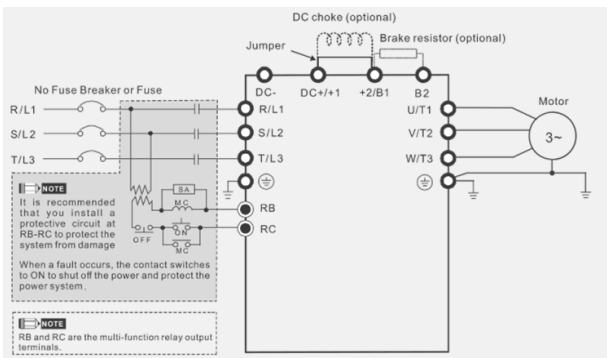 DC choke (optional)
Jumper
Brake resistor (optional)
No Fuse Breaker or Fuse
DC-
DC+/+1
+2/B1
B2
R/L1
R/L1
U/T1
Motor
S/L2
S/L2
V/T2
3~
T/L3
T/L3
W/T3
NOTE
It is recommended
that you install a
protective circuit at
RB-RC to protect the
system from damage
SA
MC
RB
OFF
ON
MC
RC
When a fault occurs, the contact switches
to ON to shut off the power and protect the
power system.
NOTE
RB and RC are the multi-function relay output
terminals.